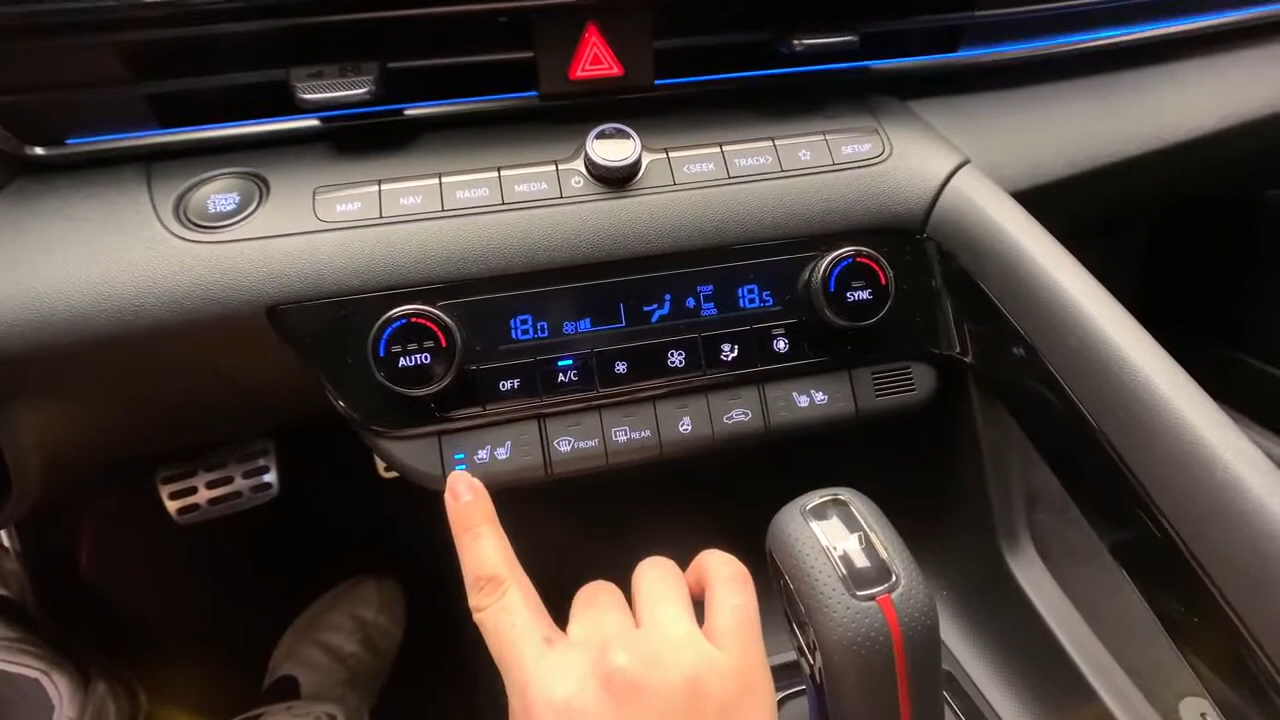 ENGINE
START
STOP
MAP
NAV
RADIO
MEDIA
<SEEK
TRACK>
SETUP
AUTO
18.0
POOR
GOOD
18.5
SYNC
OFF
A/C
FRONT
REAR